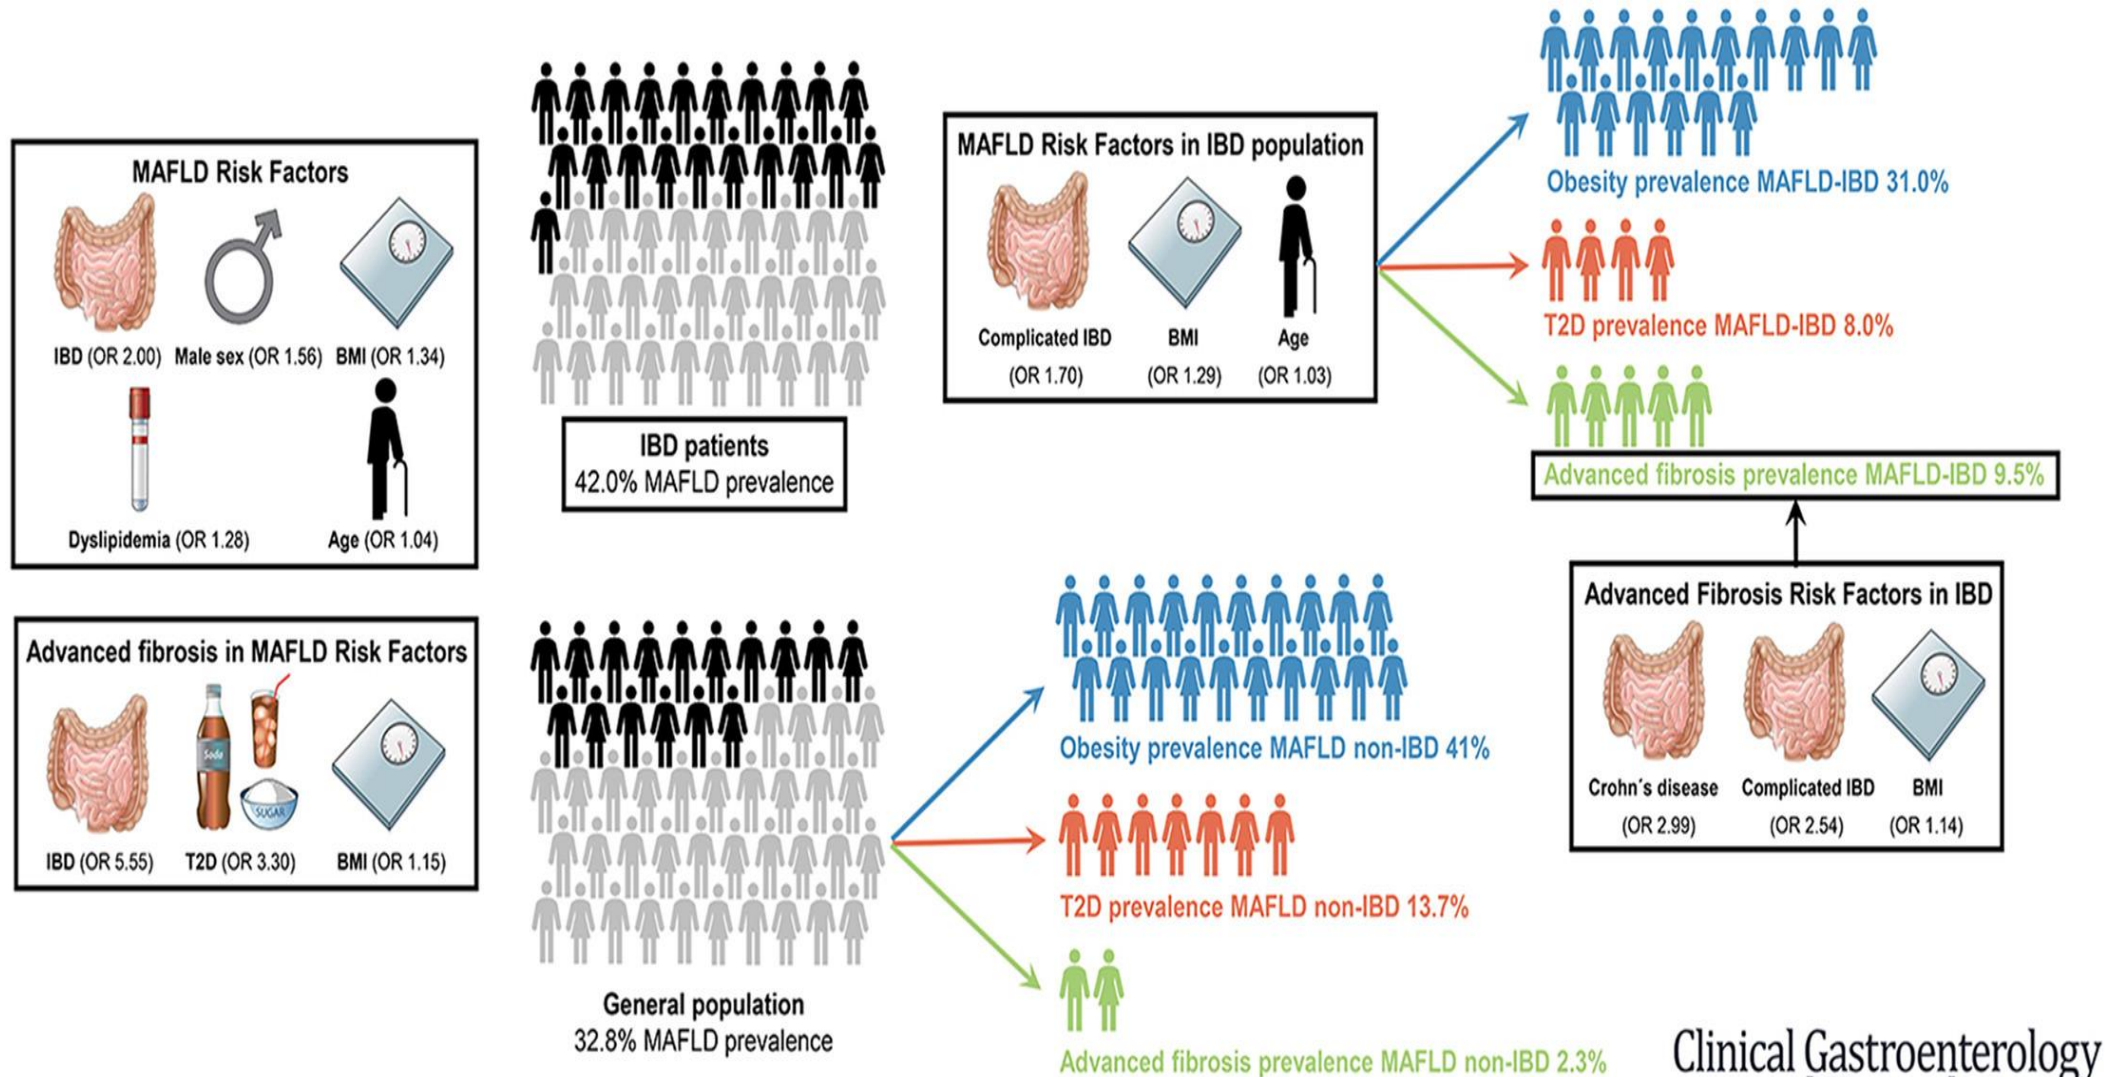 MAFLD Risk Factors
IBD (OR 2.00) Male sex (OR 1.56) BMI (OR 1.34)
Dyslipidemia (OR 1.28) Age (OR 1.04)
Advanced fibrosis in MAFLD Risk Factors
Soda
SUGAR
IBD (OR 5.55) T2D (OR 3.30) BMI (OR 1.15)
IBD patients
42.0% MAFLD prevalence
General population
32.8% MAFLD prevalence
MAFLD Risk Factors in IBD population
Complicated IBD BMI Age
(OR 1.70) (OR 1.29) (OR 1.03)
Obesity prevalence MAFLD-IBD 31.0%
T2D prevalence MAFLD-IBD 8.0%
Advanced fibrosis prevalence MAFLD-IBD 9.5%
Advanced Fibrosis Risk Factors in IBD
Crohn´s disease Complicated IBD BMI
(OR 2.99) (OR 2.54) (OR 1.14)
Obesity prevalence MAFLD non-IBD 41%
T2D prevalence MAFLD non-IBD 13.7%
Advanced fibrosis prevalence MAFLD non-IBD 2.3%
Clinical Gastroenterology